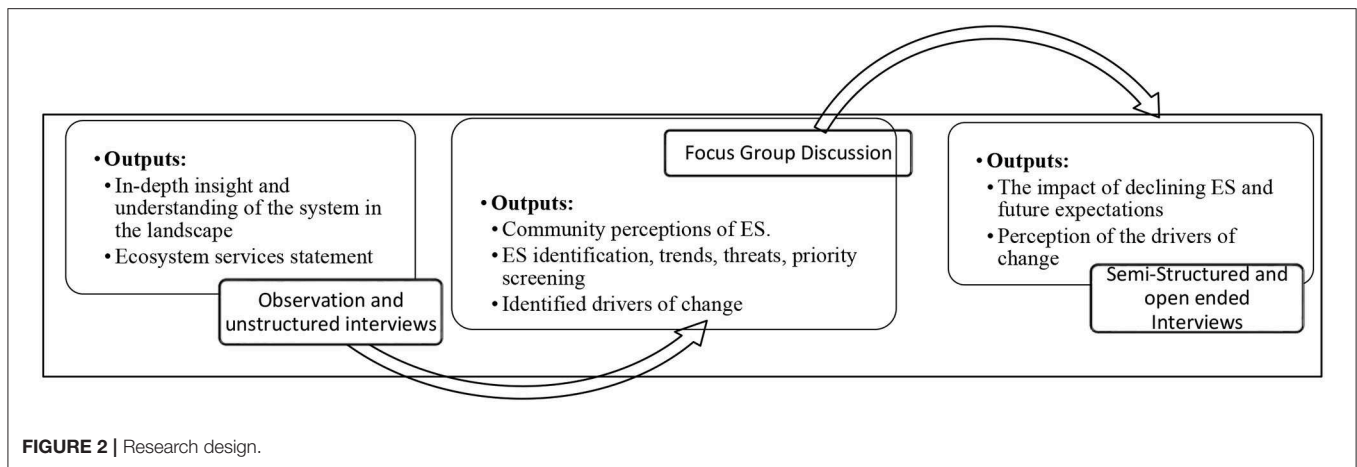 • Outputs:
• In-depth insight and
understanding of the system in
the landscape
• Ecosystem services statement
Observation and
unstructured interviews
Focus Group Discussion
• Outputs:
• Community perceptions of ES.
• ES identification, trends, threats, priority
screening
• Identified drivers of change
• Outputs:
• The impact of declining ES and
future expectations
• Perception of the drivers of
change
Semi-Structured and
open ended
Interviews
FIGURE 2 | Research design.